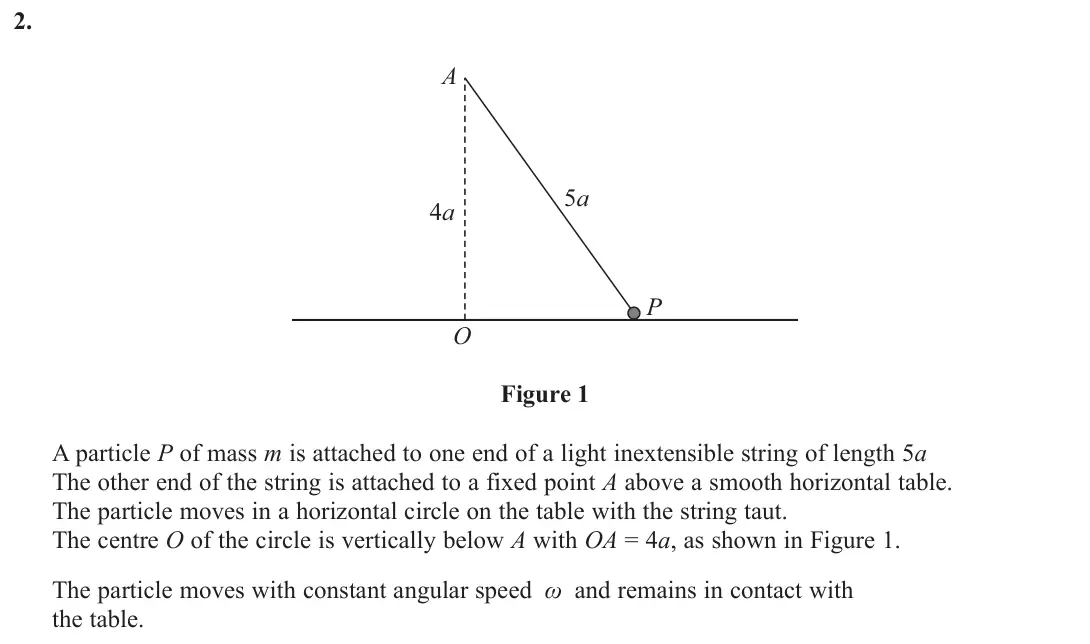 2.
A
4a
5a
P
O
Figure 1
A particle P of mass m is attached to one end of a light inextensible string of length 5a
The other end of the string is attached to a fixed point A above a smooth horizontal table.
The particle moves in a horizontal circle on the table with the string taut.
The centre O of the circle is vertically below A with OA = 4a, as shown in Figure 1.
The particle moves with constant angular speed ω and remains in contact with
the table.